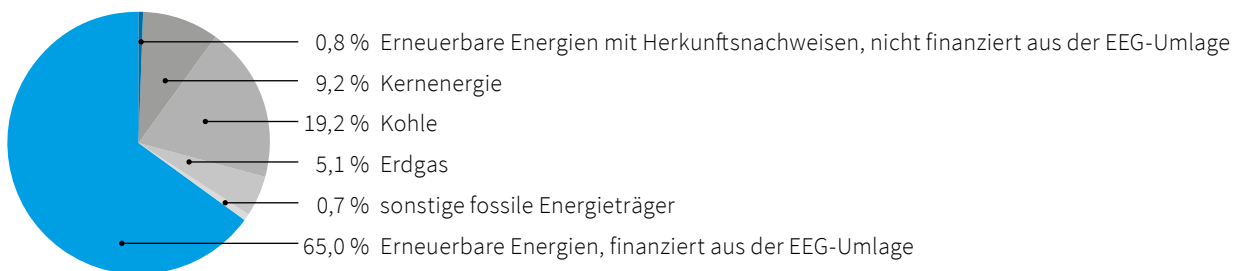 0,8 % Erneuerbare Energien mit Herkunftsnachweisen, nicht finanziert aus der EEG-Umlage
9,2 % Kernenergie
19,2 % Kohle
5,1 % Erdgas
0,7 % sonstige fossile Energieträger
65,0 % Erneuerbare Energien, finanziert aus der EEG-Umlage